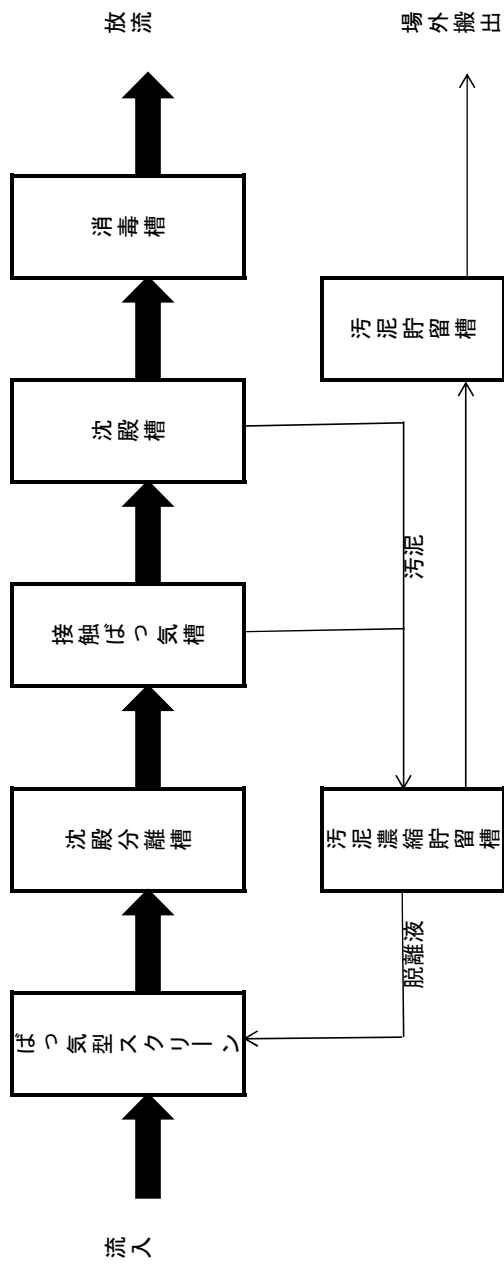 流入
ばっ気型スクリーン
沈殿分離槽
接触ばっ気槽
沈殿槽
消毒槽
放流
脱離液
汚泥濃縮貯留槽
汚泥
汚泥貯留槽
場外搬出